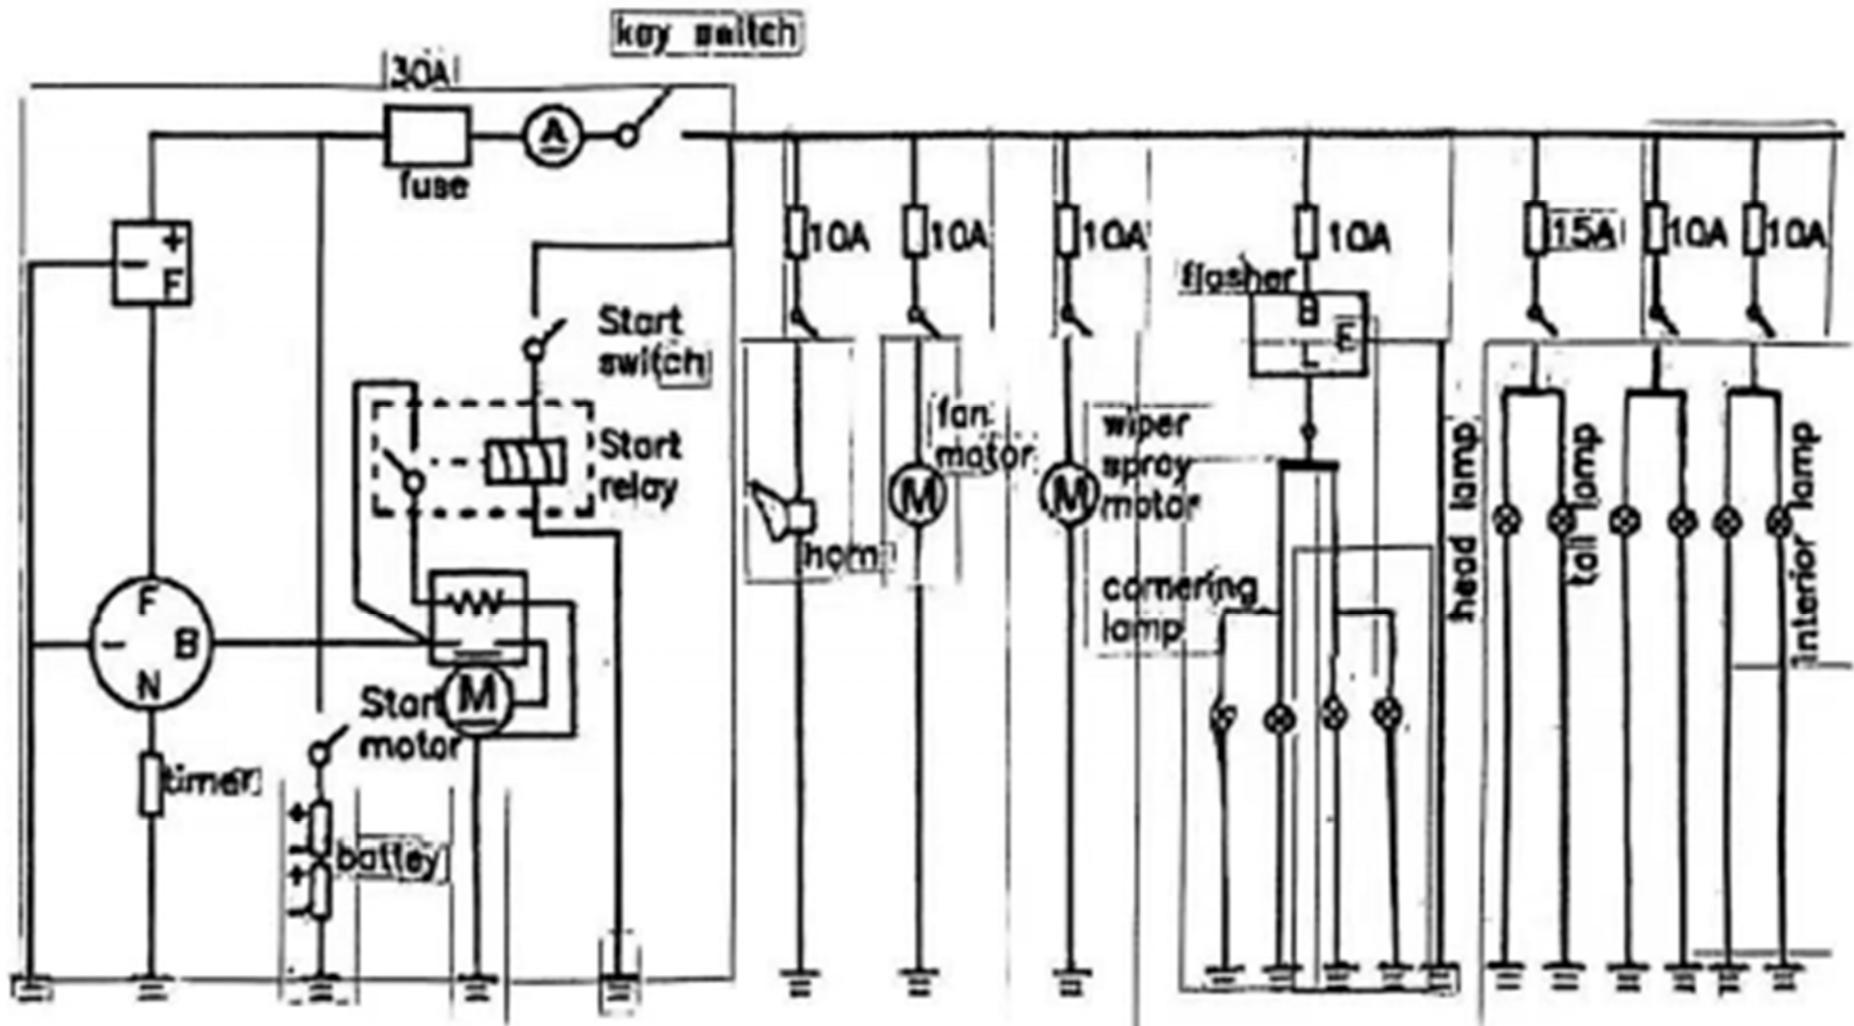 key switch
30A
A
fuse
+
- F
10A
10A
10A
10A
15A
10A
10A
flasher
B
E
L
Start
switch
Start
relay
fan
motor
wiper
spray
motor
M
M
horn
cornering
lamp
head lamp
tail lamp
interior lamp
F
- B
N
Start
motor
M
timer
+
-
+
-
battey